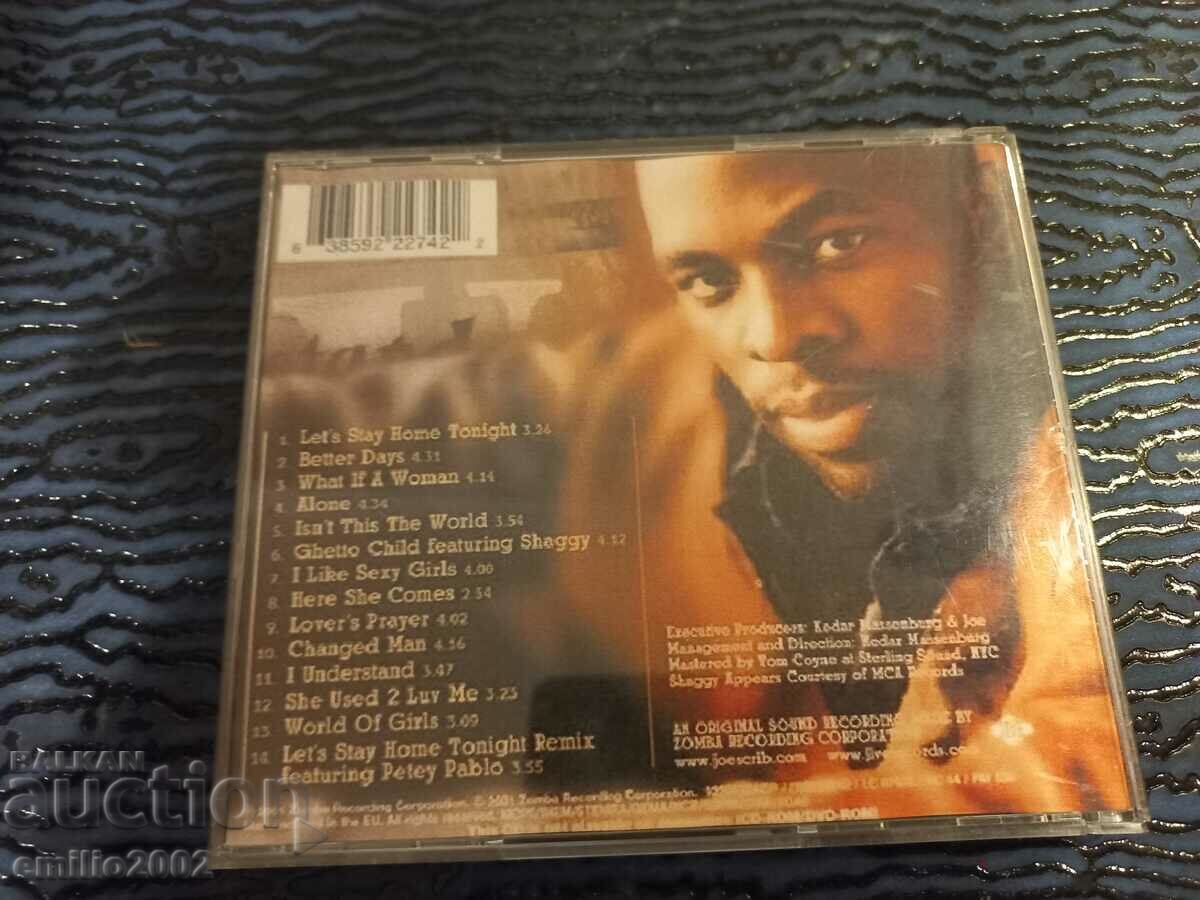 6 38592 22742 2
1. Let's Stay Home Tonight 3.26
2. Better Days 4.31
3. What If A Woman 4.14
4. Alone 4.34
5. Isn't This The World 3.54
6. Ghetto Child featuring Shaggy 4.12
7. I Like Sexy Girls 4.00
8. Here She Comes 2.54
9. Lover's Prayer 4.02
10. Changed Man 4.36
11. I Understand 3.47
12. She Used 2 Luv Me 3.23
13. World Of Girls 3.09
14. Let's Stay Home Tonight Remix
featuring Petey Pablo 3.55
Executive Producers: Kedar Massenburg & Joe
Management and Direction: Kedar Massenburg
Mastered by Tom Coyne at Sterling Sound, NYC
Shaggy Appears Courtesy of MCA Records
AN ORIGINAL SOUND RECORDING MADE BY
ZOMBA RECORDING CORPORATION
www.joescrib.com
Recording Corporation. © 2001 Zomba Recording Corporation.
in the EU. All rights reserved.
BALKAN
auction
emilio2002